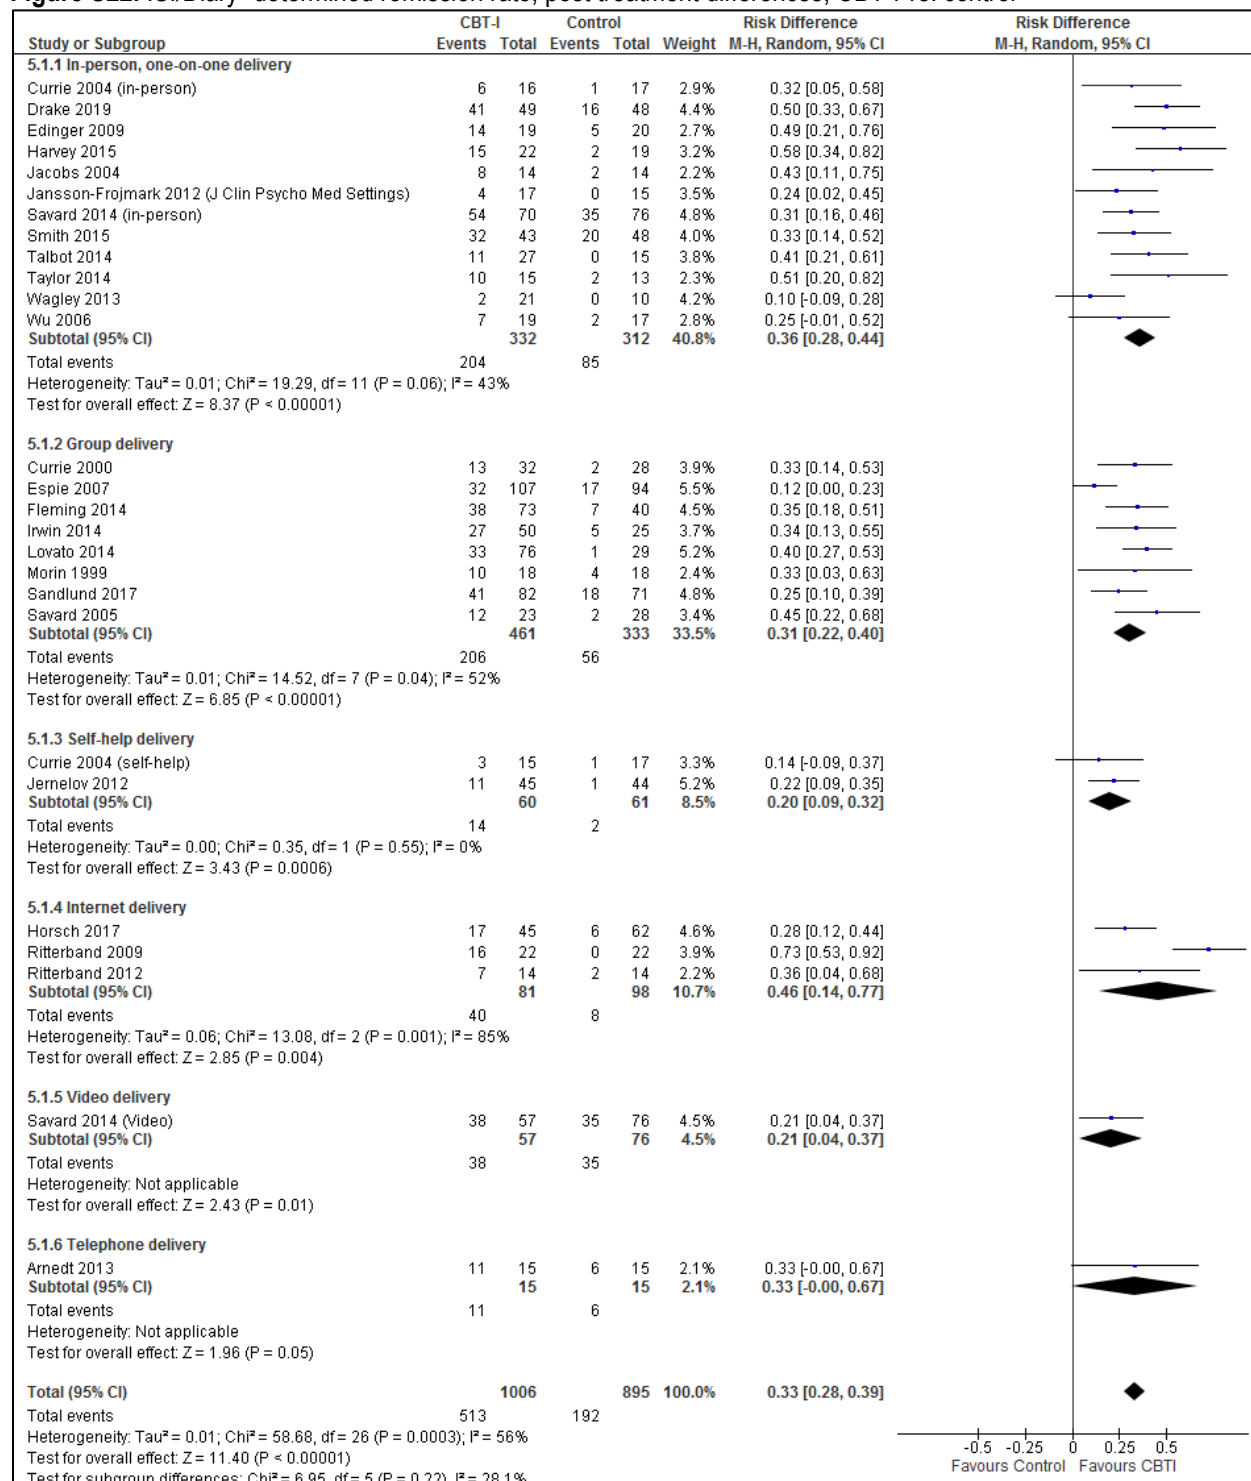 CBT-I Control Risk Difference Risk Difference
Study or Subgroup Events Total Events Total Weight M-H, Random, 95% CI M-H, Random, 95% CI
5.1.1 In-person, one-on-one delivery
Currie 2004 (in-person) 6 16 1 17 2.9% 0.32 [0.05, 0.58]
Drake 2019 41 49 16 48 4.4% 0.50 [0.33, 0.67]
Edinger 2009 14 19 5 20 2.7% 0.49 [0.21, 0.76]
Harvey 2015 15 22 2 19 3.2% 0.58 [0.34, 0.82]
Jacobs 2004 8 14 2 14 2.2% 0.43 [0.11, 0.75]
Jansson-Frojmark 2012 (J Clin Psycho Med Settings) 4 17 0 15 3.5% 0.24 [0.02, 0.45]
Savard 2014 (in-person) 54 70 35 76 4.8% 0.31 [0.16, 0.46]
Smith 2015 32 43 20 48 4.0% 0.33 [0.14, 0.52]
Talbot 2014 11 27 0 15 3.8% 0.41 [0.21, 0.61]
Taylor 2014 10 15 2 13 2.3% 0.51 [0.20, 0.82]
Wagley 2013 2 21 0 10 4.2% 0.10 [-0.09, 0.28]
Wu 2006 7 19 2 17 2.8% 0.25 [-0.01, 0.52]
Subtotal (95% CI) 332 312 40.8% 0.36 [0.28, 0.44]
Total events 204 85
Heterogeneity: Tau² = 0.01; Chi² = 19.29, df = 11 (P = 0.06); I² = 43%
Test for overall effect: Z = 8.37 (P < 0.00001)
5.1.2 Group delivery
Currie 2000 13 32 2 28 3.9% 0.33 [0.14, 0.53]
Espie 2007 32 107 17 94 5.5% 0.12 [0.00, 0.23]
Fleming 2014 38 73 7 40 4.5% 0.35 [0.18, 0.51]
Irwin 2014 27 50 5 25 3.7% 0.34 [0.13, 0.55]
Lovato 2014 33 76 1 29 5.2% 0.40 [0.27, 0.53]
Morin 1999 10 18 4 18 2.4% 0.33 [0.03, 0.63]
Sandlund 2017 41 82 18 71 4.8% 0.25 [0.10, 0.39]
Savard 2005 12 23 2 28 3.4% 0.45 [0.22, 0.68]
Subtotal (95% CI) 461 333 33.5% 0.31 [0.22, 0.40]
Total events 206 56
Heterogeneity: Tau² = 0.01; Chi² = 14.52, df = 7 (P = 0.04); I² = 52%
Test for overall effect: Z = 6.85 (P < 0.00001)
5.1.3 Self-help delivery
Currie 2004 (self-help) 3 15 1 17 3.3% 0.14 [-0.09, 0.37]
Jernelov 2012 11 45 1 44 5.2% 0.22 [0.09, 0.35]
Subtotal (95% CI) 60 61 8.5% 0.20 [0.09, 0.32]
Total events 14 2
Heterogeneity: Tau² = 0.00; Chi² = 0.35, df = 1 (P = 0.55); I² = 0%
Test for overall effect: Z = 3.43 (P = 0.0006)
5.1.4 Internet delivery
Horsch 2017 17 45 6 62 4.6% 0.28 [0.12, 0.44]
Ritterband 2009 16 22 0 22 3.9% 0.73 [0.53, 0.92]
Ritterband 2012 7 14 2 14 2.2% 0.36 [0.04, 0.68]
Subtotal (95% CI) 81 98 10.7% 0.46 [0.14, 0.77]
Total events 40 8
Heterogeneity: Tau² = 0.06; Chi² = 13.08, df = 2 (P = 0.001); I² = 85%
Test for overall effect: Z = 2.85 (P = 0.004)
5.1.5 Video delivery
Savard 2014 (Video) 38 57 35 76 4.5% 0.21 [0.04, 0.37]
Subtotal (95% CI) 57 76 4.5% 0.21 [0.04, 0.37]
Total events 38 35
Heterogeneity: Not applicable
Test for overall effect: Z = 2.43 (P = 0.01)
5.1.6 Telephone delivery
Arnedt 2013 11 15 6 15 2.1% 0.33 [-0.00, 0.67]
Subtotal (95% CI) 15 15 2.1% 0.33 [-0.00, 0.67]
Total events 11 6
Heterogeneity: Not applicable
Test for overall effect: Z = 1.96 (P = 0.05)
Total (95% CI) 1006 895 100.0% 0.33 [0.28, 0.39]
Total events 513 192
Heterogeneity: Tau² = 0.01; Chi² = 58.68, df = 26 (P = 0.0003); I² = 56%
Test for overall effect: Z = 11.40 (P < 0.00001)
Test for subgroup differences: Chi² = 6.95, df = 5 (P = 0.22), I² = 28.1%
-0.5 -0.25 0 0.25 0.5
Favours Control Favours CBTI